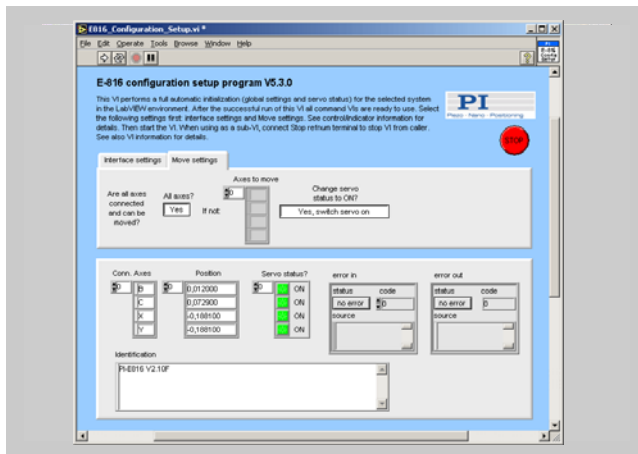 E816_Configuration_Setup.vi *
File Edit Operate Tools Browse Window Help
PI
E-816
Config
Setup
E-816 configuration setup program V5.3.0
This VI performs a full automatic initialization (global settings and servo status) for the selected system
in the LabVIEW environment. After the successful run of this VI all command VIs are ready to use. Select
the following settings first: interface settings and Move settings. See control/indicator information for
details. Then start the VI. When using as a sub-VI, connect Stop retnum terminal to stop VI from caller.
See also VI information for details.
PI
Piezo · Nano · Positioning
STOP
Interface settings Move settings
Axes to move
Are all axes
connected
and can be
moved?
All axes?
Yes
If not:
0
Change servo
status to ON?
Yes, switch servo on
Conn. Axes Position Servo status? error in error out
0 B 0 0,012000 0 ON status code status code
C 0,072900 ON no error 0 no error 0
X -0,188100 ON source source
Y -0,188100 ON
Identification
PI-E816 V2.10F